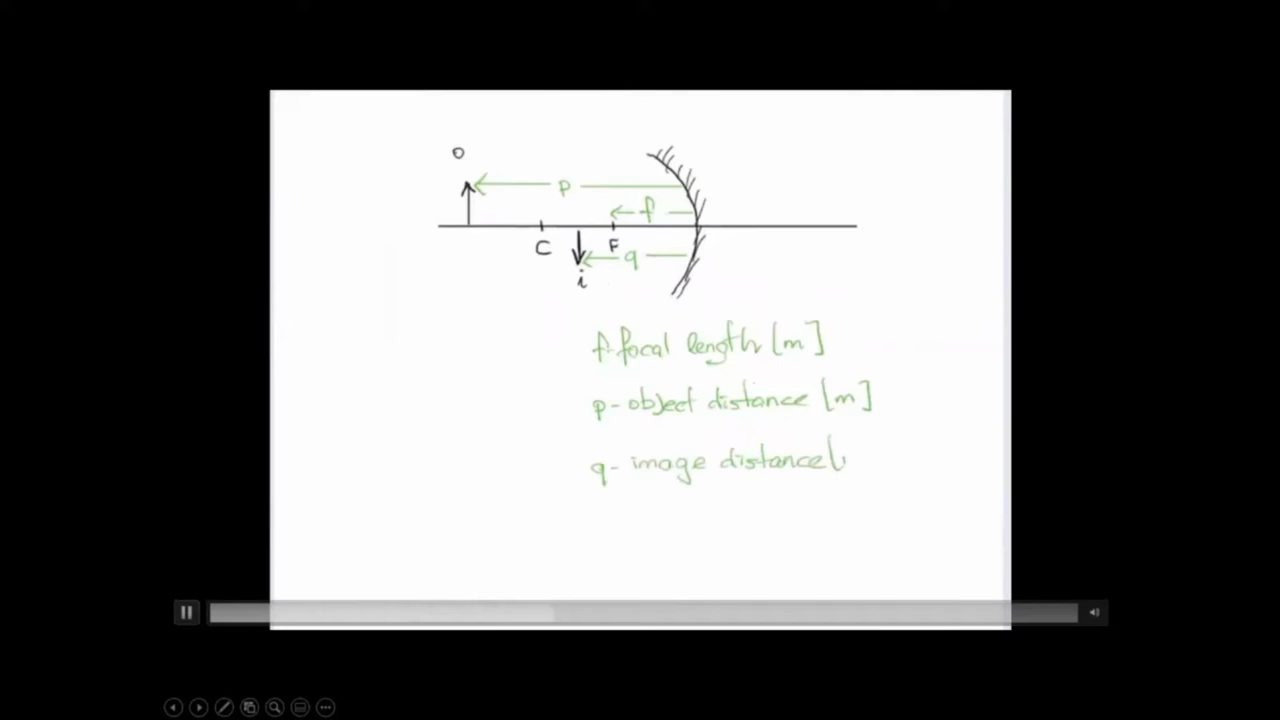 o
p
f
C
F
q
i
f-focal length [m]
p-object distance [m]
q-image distance[